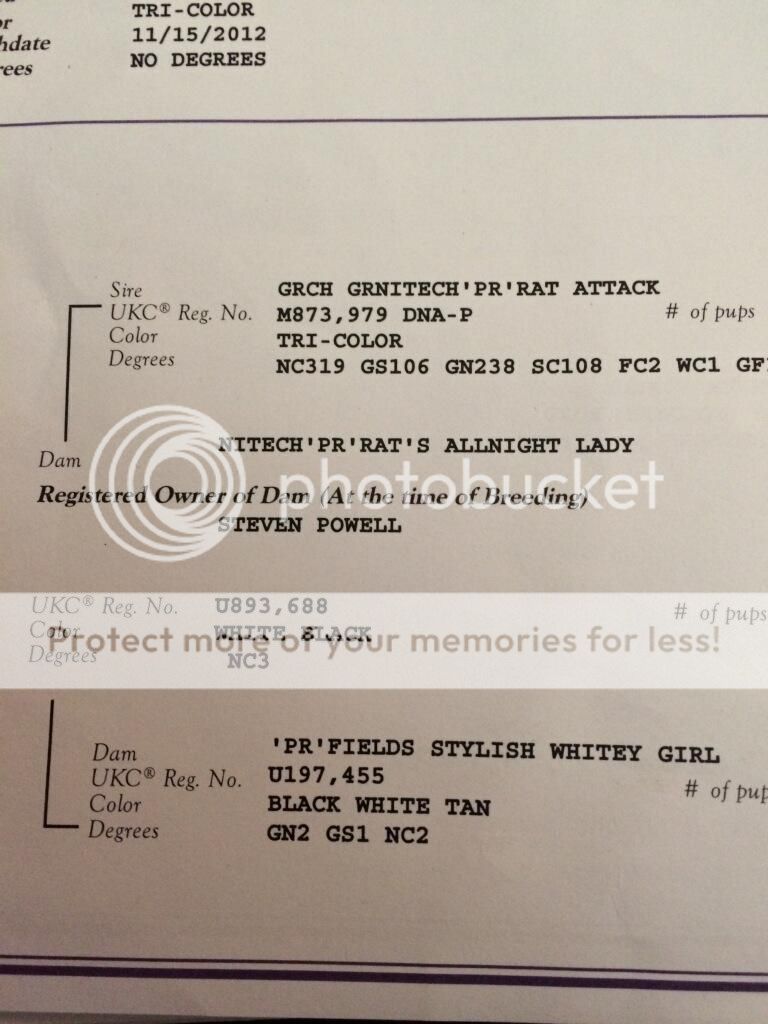 TRI-COLOR
11/15/2012
hdate
NO DEGREES
rees
Sire GRCH GRNITECH'PR'RAT ATTACK
UKC® Reg. No. M873,979 DNA-P # of pups
Color TRI-COLOR
Degrees NC319 GS106 GN238 SC108 FC2 WC1 GF
NITECH'PR'RAT'S ALLNIGHT LADY
Dam
photobucket
Registered Owner of Dam (At the time of Breeding)
STEVEN POWELL
UKC® Reg. No. U893,688 # of pups
Color WHITE BLACK
Protect more of your memories for less!
Degrees NC3
Dam 'PR'FIELDS STYLISH WHITEY GIRL
UKC® Reg. No. U197,455 # of pup
Color BLACK WHITE TAN
Degrees GN2 GS1 NC2